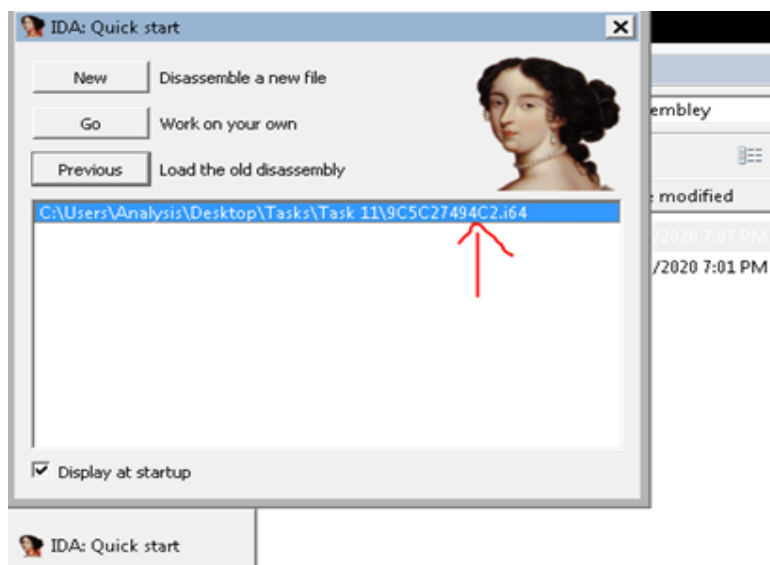 IDA: Quick start
New Disassemble a new file
Go Work on your own
Previous Load the old disassembly
C:\Users\Analysis\Desktop\Tasks\Task 11\9C5C27494C2.i64
Display at startup
IDA: Quick start
embley
modified
/2020 7:07 PM
/2020 7:01 PM